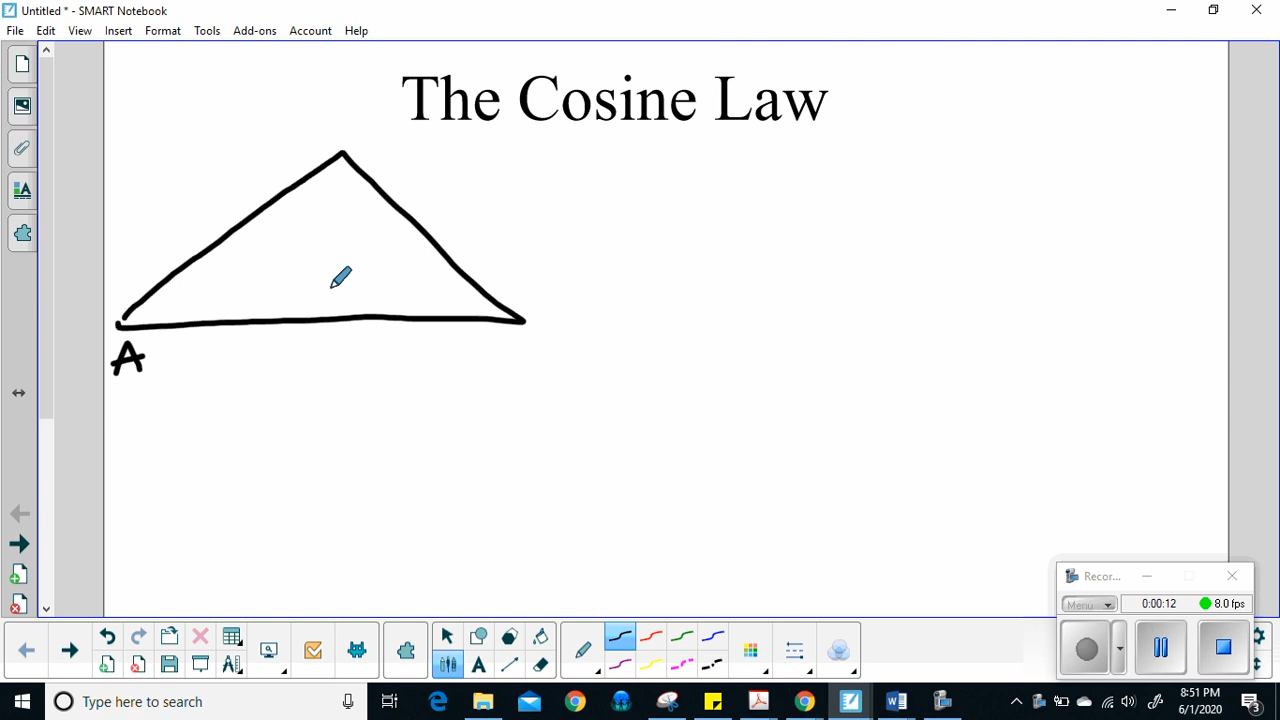 Untitled * - SMART Notebook
File Edit View Insert Format Tools Add-ons Account Help
The Cosine Law
A
Recor...
Menu 0:00:12 8.0 fps
Type here to search
8:51 PM
6/1/2020
3